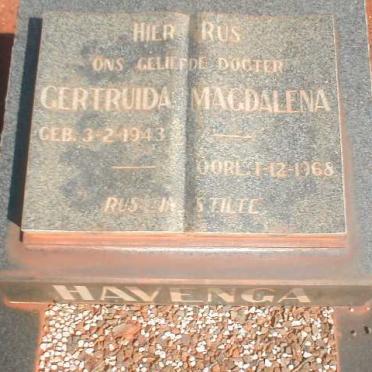 HIER RUS
ONS GELIEFDE DOGTER
GERTRUIDA MAGDALENA
GEB. 3-2-1943
OORL. 1-12-1968
RUS IN STILTE
HAVENGA